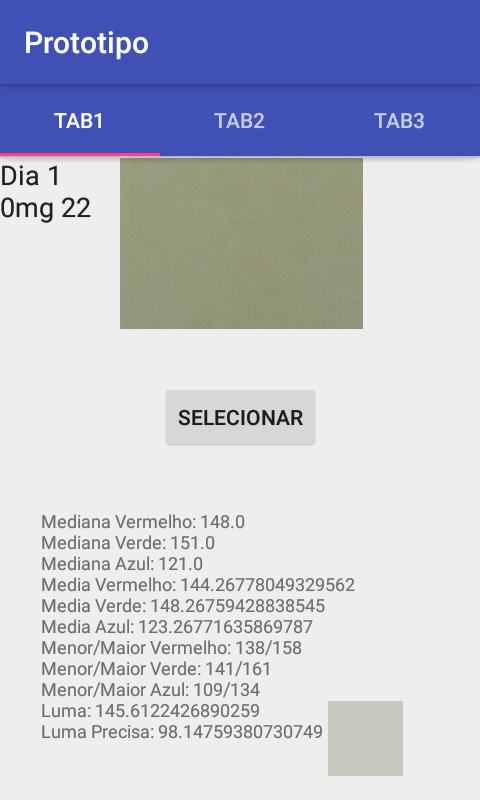 Prototipo
TAB1 TAB2 TAB3
Dia 1
0mg 22
SELECIONAR
Mediana Vermelho: 148.0
Mediana Verde: 151.0
Mediana Azul: 121.0
Media Vermelho: 144.26778049329562
Media Verde: 148.26759428838545
Media Azul: 123.26771635869787
Menor/Maior Vermelho: 138/158
Menor/Maior Verde: 141/161
Menor/Maior Azul: 109/134
Luma: 145.6122426890259
Luma Precisa: 98.14759380730749